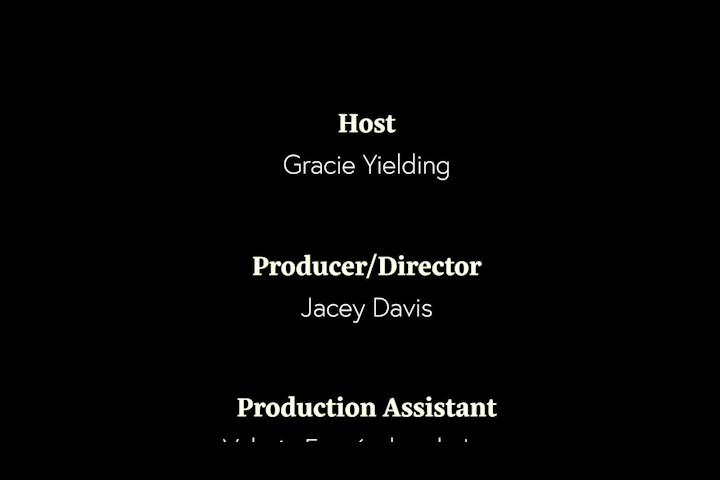 Host
Gracie Yielding
Producer/Director
Jacey Davis
Production Assistant